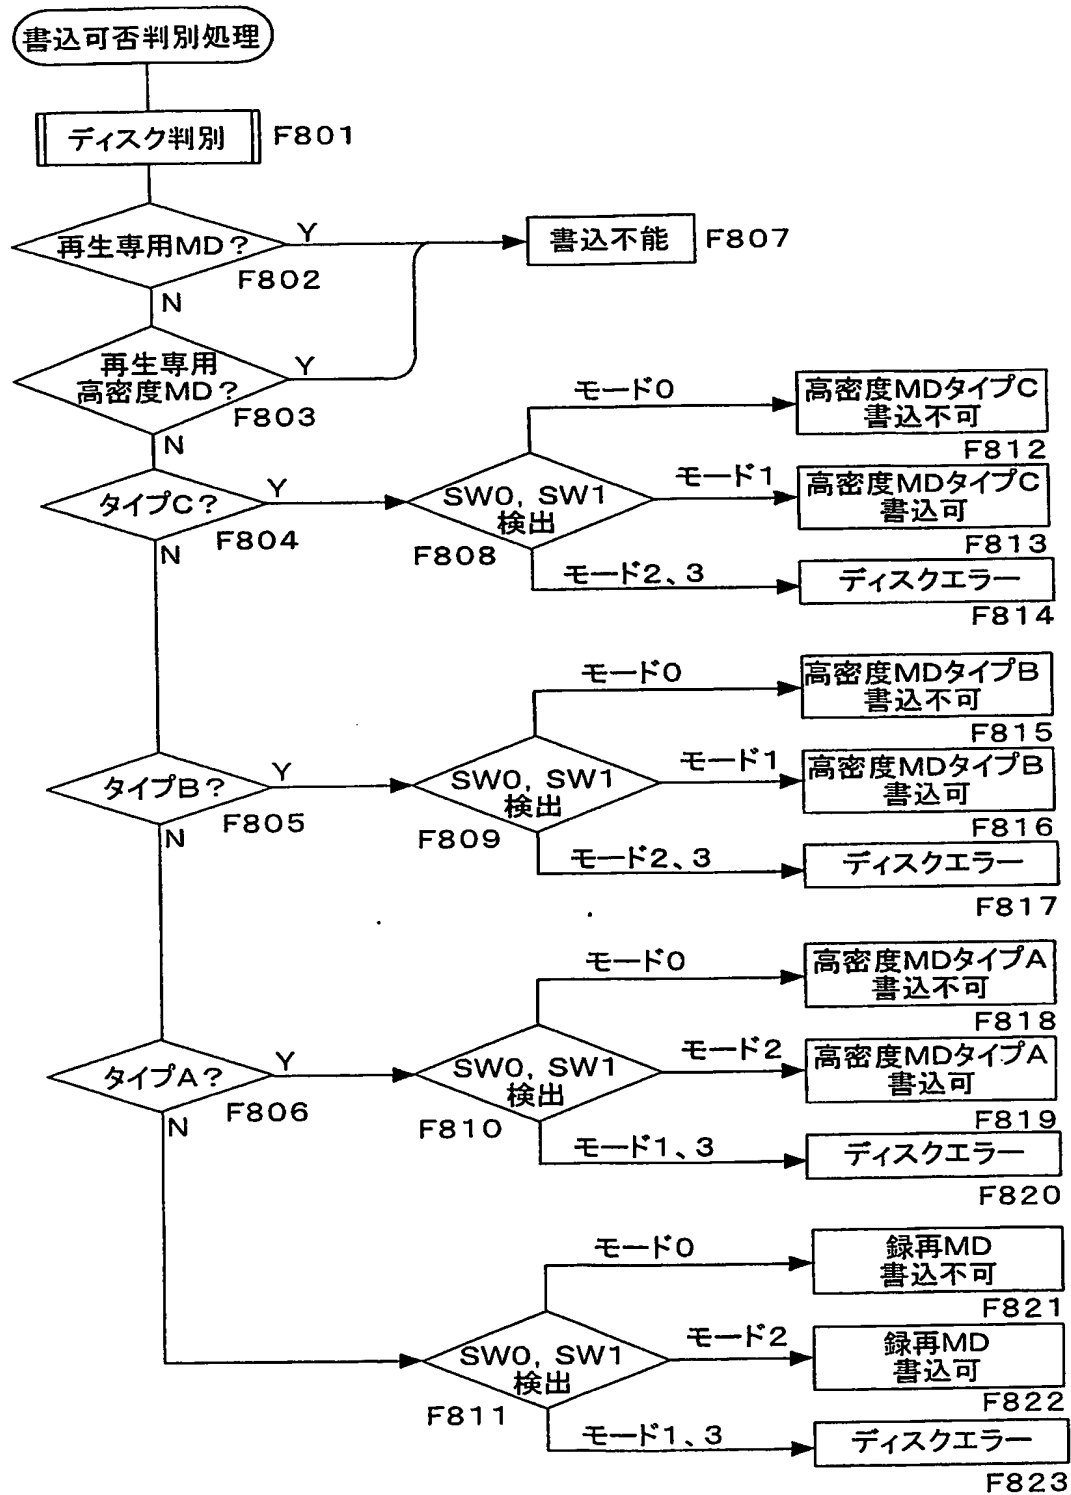 書込可否判別処理
ディスク判別
F801
再生専用MD?
Y
F802
N
書込不能
F807
再生専用
高密度MD?
Y
F803
N
タイプC?
Y
F804
N
SW0, SW1
検出
F808
モード0
高密度MDタイプC
書込不可
F812
モード1
高密度MDタイプC
書込可
F813
モード2、3
ディスクエラー
F814
タイプB?
Y
F805
N
SW0, SW1
検出
F809
モード0
高密度MDタイプB
書込不可
F815
モード1
高密度MDタイプB
書込可
F816
モード2、3
ディスクエラー
F817
タイプA?
Y
F806
N
SW0, SW1
検出
F810
モード0
高密度MDタイプA
書込不可
F818
モード2
高密度MDタイプA
書込可
F819
モード1、3
ディスクエラー
F820
SW0, SW1
検出
F811
モード0
録再MD
書込不可
F821
モード2
録再MD
書込可
F822
モード1、3
ディスクエラー
F823